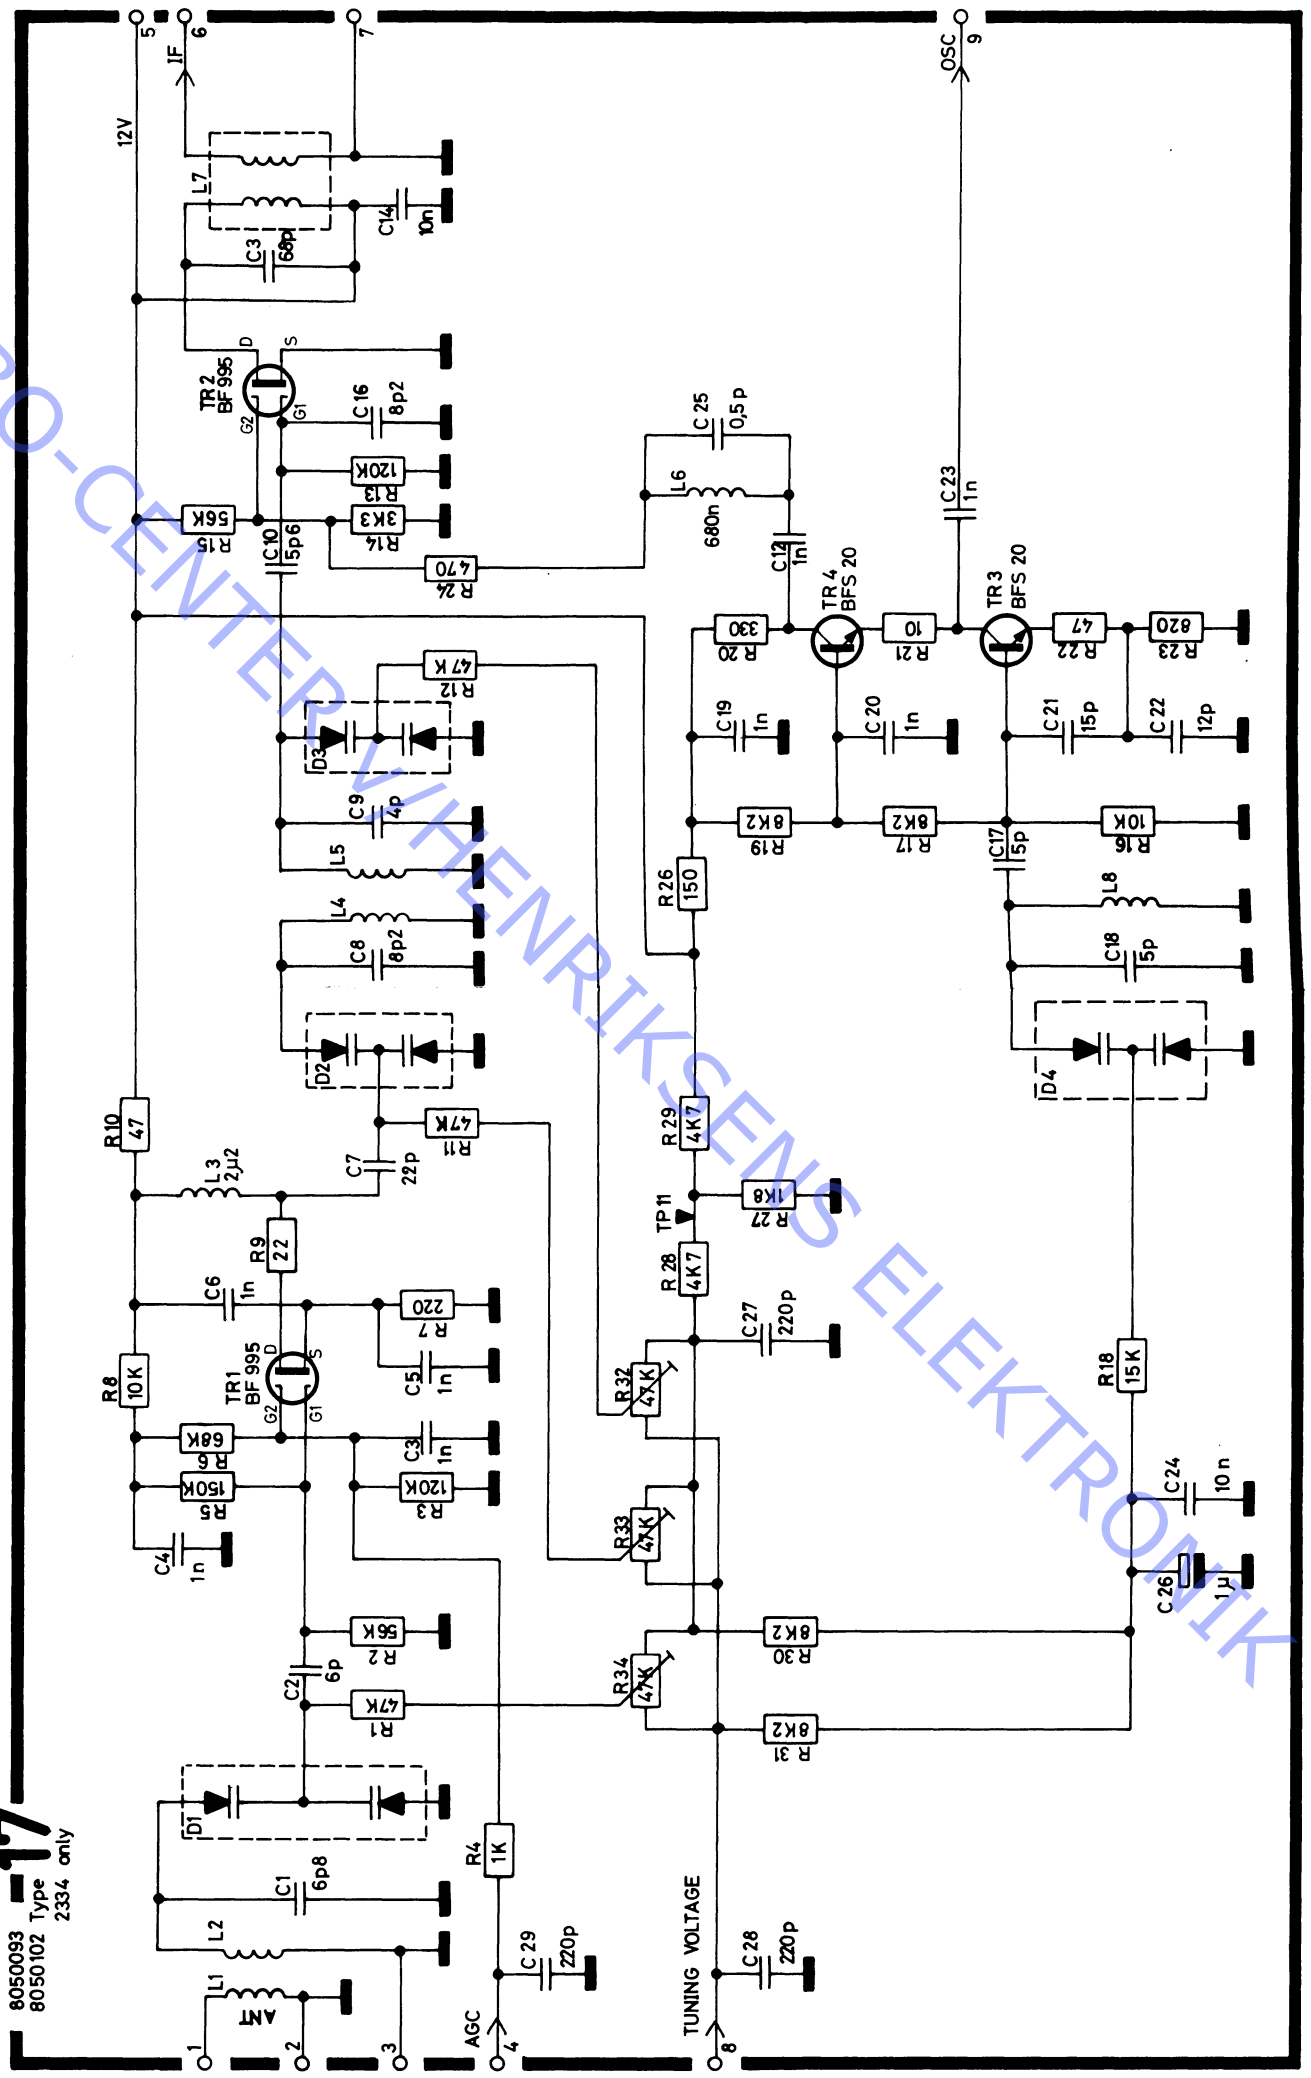 8050093
8050102 Type
2334 only
17
5
6
IF
7
12V
OSC
9
L7
C3
68p
C14
10n
TR2
BF995
D
S
G2
G1
C16
8p2
120K
R13
56K
R15
3K3
R14
C10
5p6
470
R24
C25
0,5p
L6
680n
C12
1n
C23
1n
TR4
BFS 20
TR3
BFS 20
330
R20
10
R21
47
R22
820
R23
47K
R12
D3
C9
4p
L5
L4
C8
8p2
D2
C19
1n
C20
1n
C21
15p
C22
12p
8K2
R19
8K2
R17
10K
R16
C17
5p
R26
150
L8
C18
5p
D4
R10
47
L3
2µ2
C7
22p
47K
R11
R29
4K7
TP11
1K8
R27
R28
4K7
R9
22
C6
1n
220
R7
C5
1n
C27
220p
TR1
BF995
D
S
G2
G1
R8
10K
68K
R6
150K
R5
C4
1n
C3
1n
120K
R3
R32
47K
R33
47K
R34
47K
R18
15K
C24
10n
C26
1µ
C2
6p
56K
R2
47K
R1
8K2
R30
8K2
R31
D1
C1
6p8
L2
L1
ANT
R4
1K
C29
220p
AGC
TUNING VOLTAGE
C28
220p
1
2
3
4
8
RO-CENTER V/HENRIKSENS ELEKTRONIK